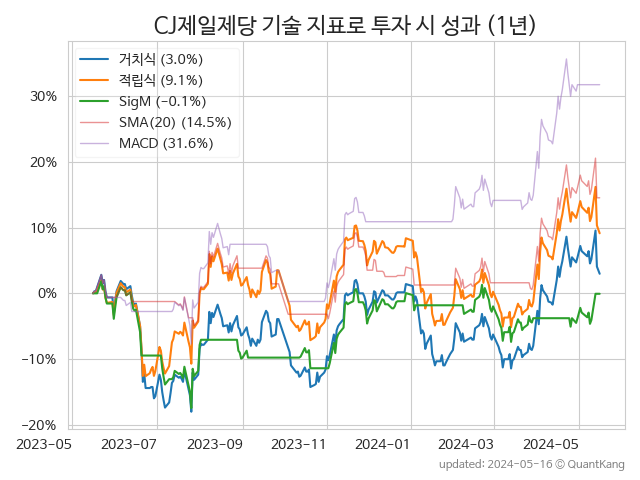 CJ제일제당 기술 지표로 투자 시 성과 (1년)
거치식 (3.0%)
적립식 (9.1%)
SigM (−0.1%)
SMA(20) (14.5%)
MACD (31.6%)
30%
20%
10%
0%
−10%
−20%
2023-05 2023-07 2023-09 2023-11 2024-01 2024-03 2024-05
updated: 2024-05-16 © QuantKang